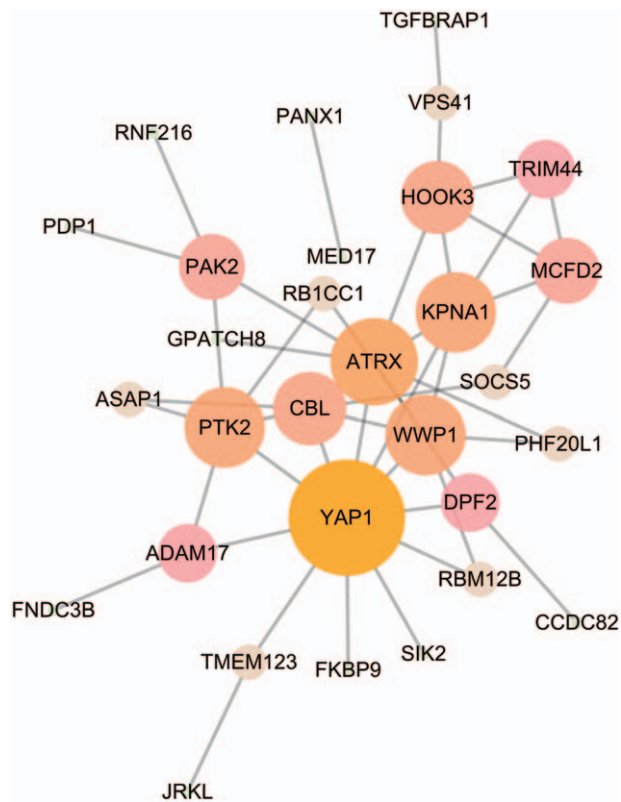 TGFBRAP1
VPS41
PANX1
RNF216
TRIM44
HOOK3
PDP1
MED17
PAK2
MCFD2
RB1CC1
KPNA1
GPATCH8
ATRX
SOCS5
ASAP1
CBL
PTK2
WWP1
PHF20L1
DPF2
YAP1
ADAM17
RBM12B
FNDC3B
CCDC82
SIK2
TMEM123
FKBP9
JRKL